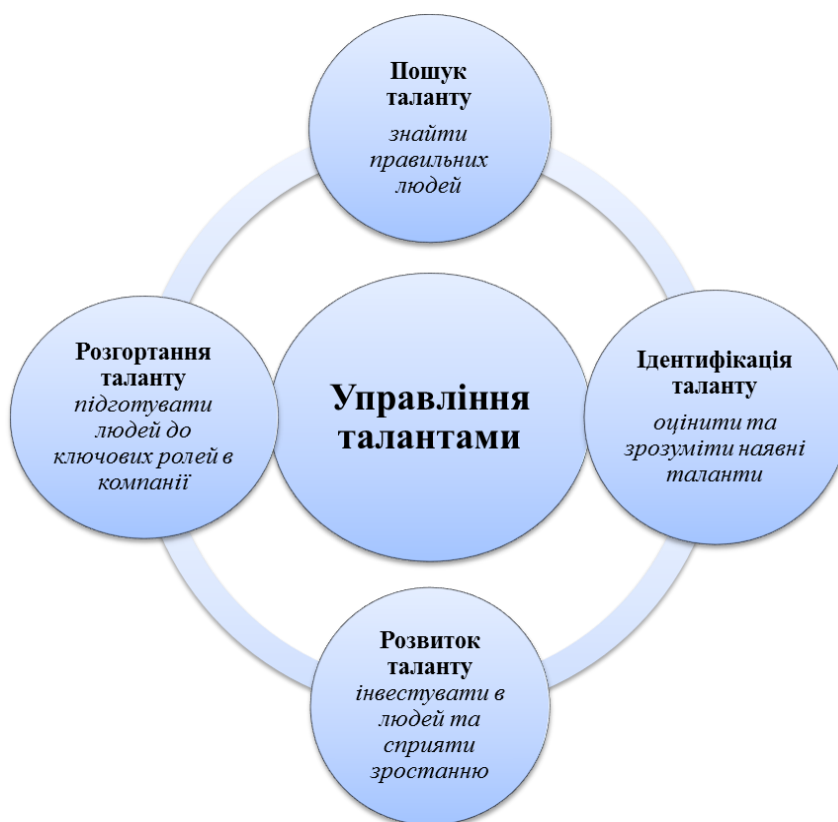 Пошук
таланту
знайти
правильних
людей
Розгортання
таланту
підготувати
людей до
ключових ролей в
компанії
Управління
талантами
Ідентифікація
таланту
оцінити та
зрозуміти наявні
таланти
Розвиток
таланту
інвестувати в
людей та
сприяти
зростанню